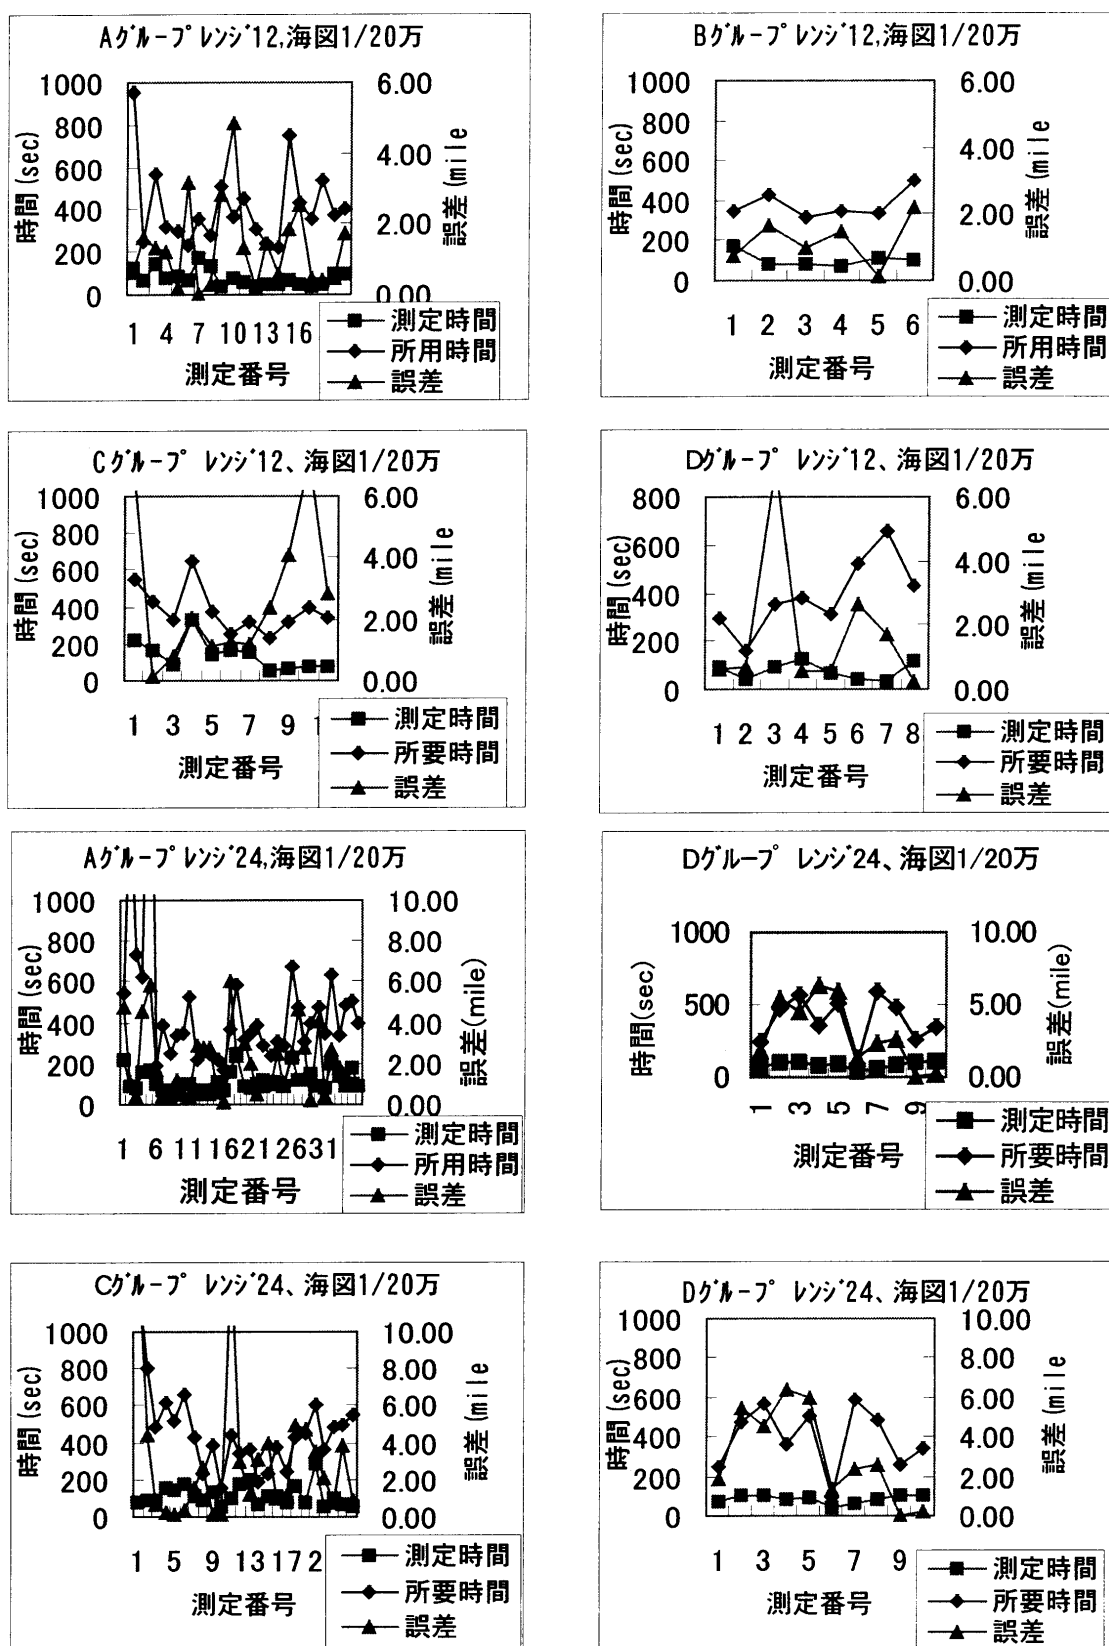 Aグループ レンジ12,海図1/20万
1000
800
600
400
200
0
時間(sec)
6.00
4.00
2.00
0.00
誤差(mile
1 4 7 10 13 16
測定番号
測定時間
所用時間
誤差
Bグループ レンジ12,海図1/20万
1000
800
600
400
200
0
時間(sec)
6.00
4.00
2.00
0.00
誤差(mile
1 2 3 4 5 6
測定番号
測定時間
所用時間
誤差
Cグループ レンジ12、海図1/20万
1000
800
600
400
200
0
時間(sec)
6.00
4.00
2.00
0.00
誤差(mile
1 3 5 7 9 1
測定番号
測定時間
所要時間
誤差
Dグループ レンジ12、海図1/20万
800
600
400
200
0
時間(sec)
6.00
4.00
2.00
0.00
誤差(mile
1 2 3 4 5 6 7 8
測定番号
測定時間
所要時間
誤差
Aグループ レンジ24,海図1/20万
1000
800
600
400
200
0
時間(sec)
10.00
8.00
6.00
4.00
2.00
0.00
誤差(mile)
1 6 11 16 21 26 31
測定番号
測定時間
所用時間
誤差
Dグループ レンジ24、海図1/20万
1000
500
0
時間(sec)
10.00
5.00
0.00
誤差(mile)
1 3 5 7 9
測定番号
測定時間
所要時間
誤差
Cグループ レンジ24、海図1/20万
1000
800
600
400
200
0
時間(sec)
10.00
8.00
6.00
4.00
2.00
0.00
誤差(mile
1 5 9 13 17 2
測定番号
測定時間
所要時間
誤差
Dグループ レンジ24、海図1/20万
1000
800
600
400
200
0
時間(sec)
10.00
8.00
6.00
4.00
2.00
0.00
誤差(mile
1 3 5 7 9
測定番号
測定時間
所要時間
誤差